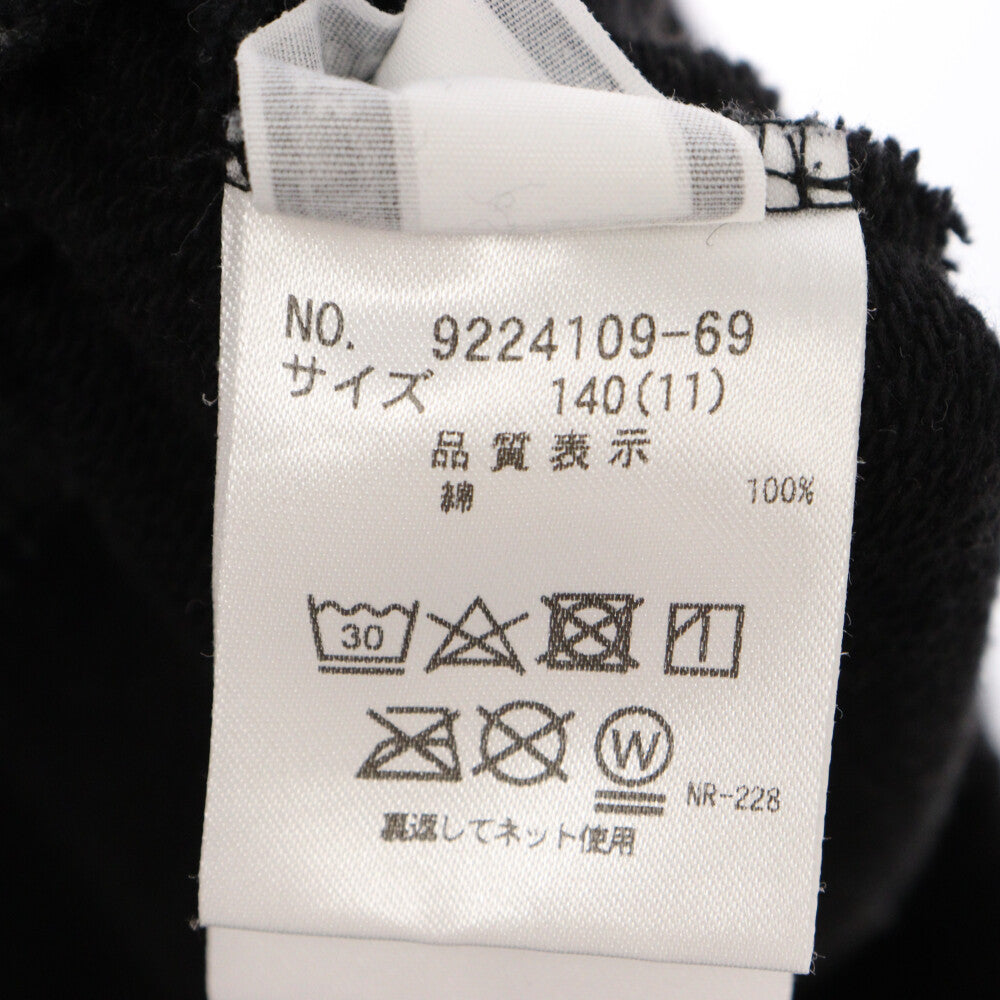 NO. 9224109-69
サイズ 140(11)
品質表示
綿 100%
30
W NR-228
裏返してネット使用